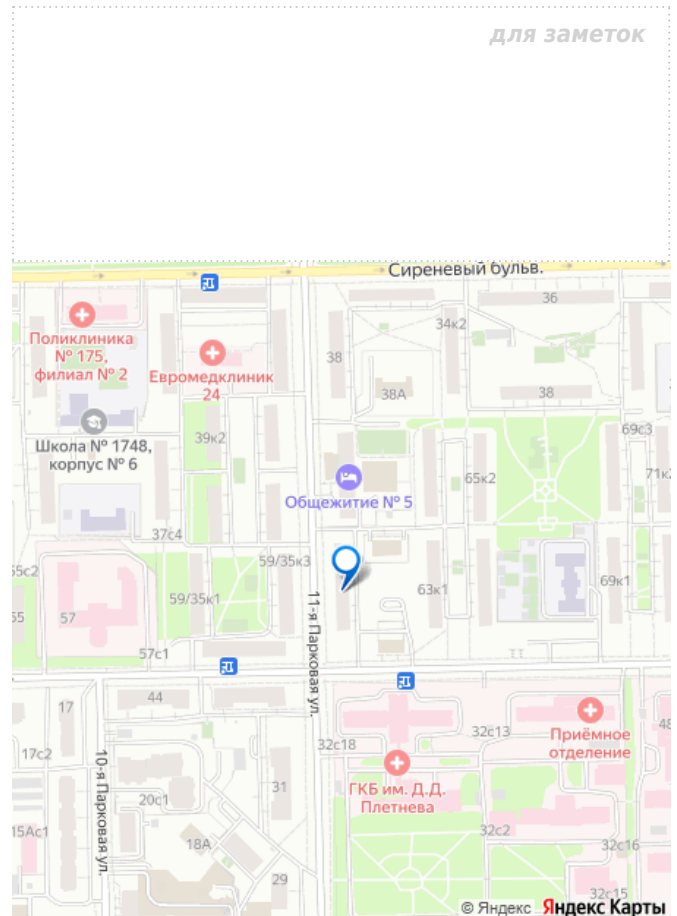 для заметок
Сиреневый бульв.
36
Поликлиника
№ 175,
филиал № 2
34к2
38
Евромедклиник
24
38А
38
Школа № 1748,
корпус № 6
39к2
69с3
65к2
71к
Общежитие № 5
37с4
59/35к3
55с2
59/35к1
63к1
69к1
57
55
11-я Парковая ул.
57с1
44
17
32с18
32с13
Приёмное
отделение
48
17с2
10-я Парковая ул.
ГКБ им. Д.Д.
Плетнева
31
20с1
15Ас1
18А
32с2
32с16
29
32с15
© Яндекс Яндекс Карты